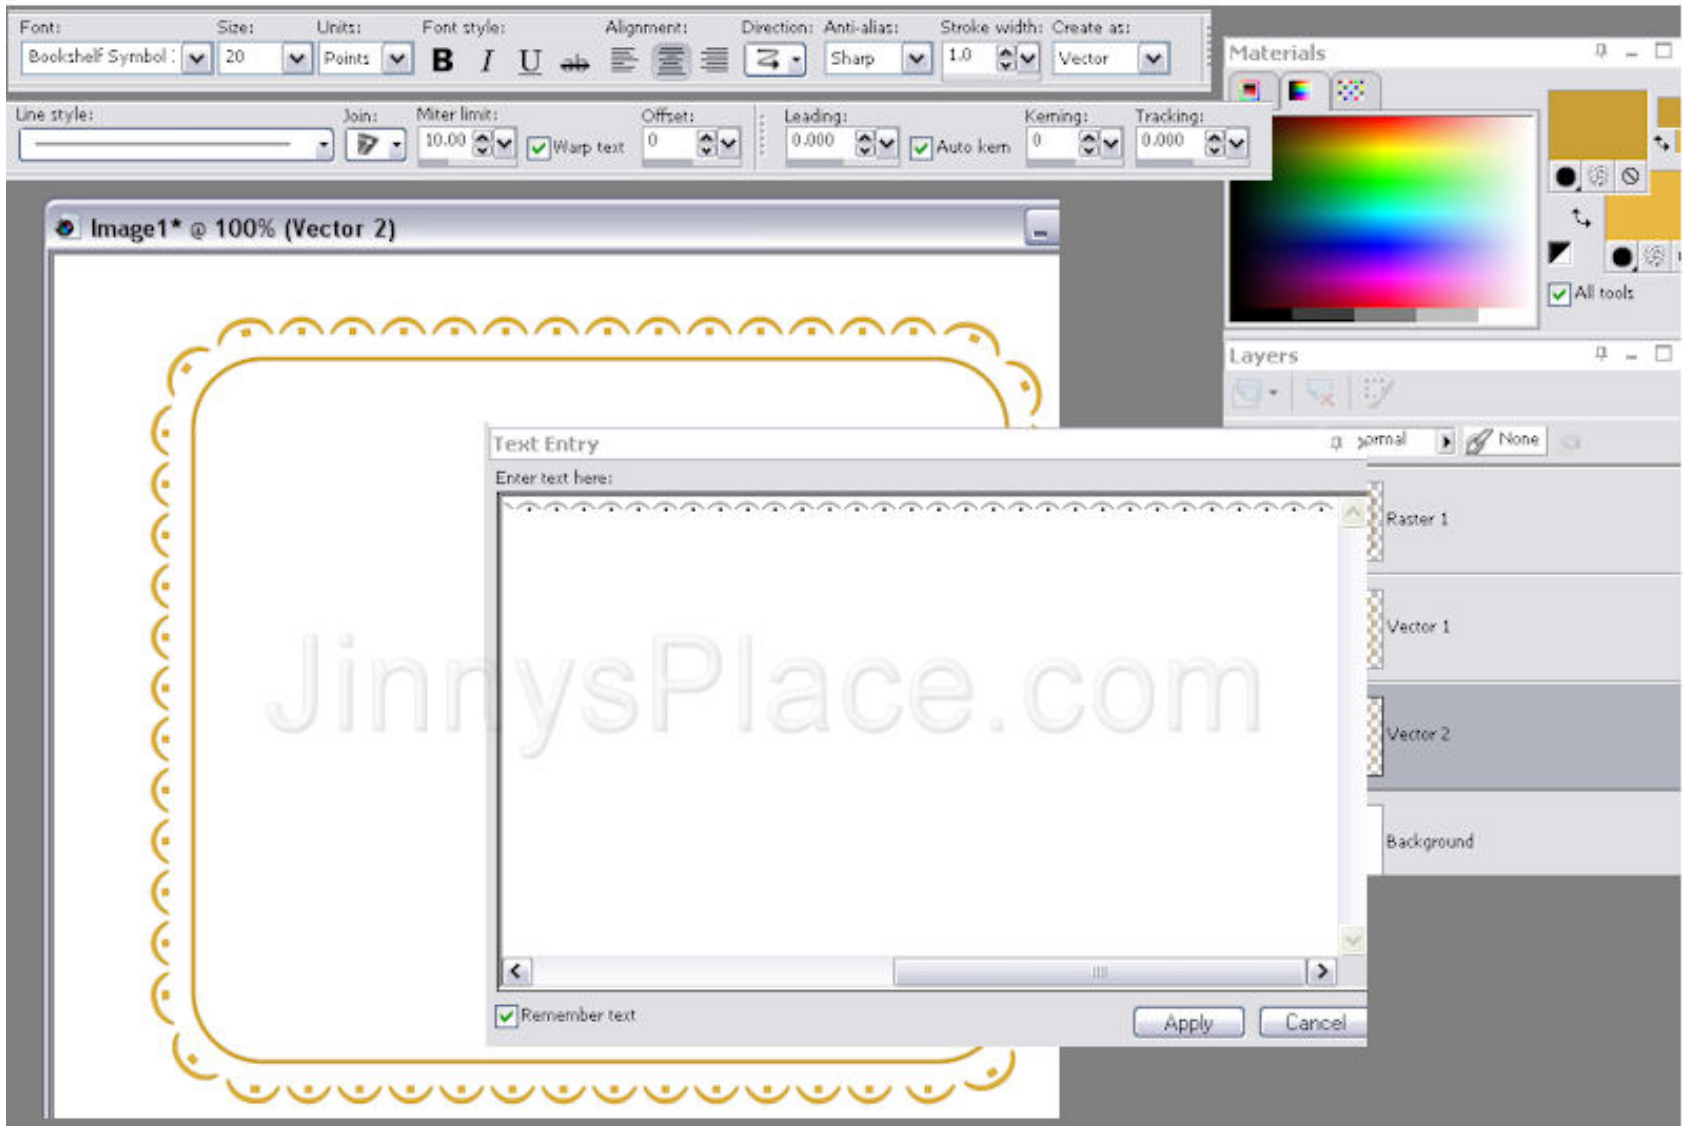 Font: Size: Units: Font style: Alignment: Direction: Anti-alias: Stroke width: Create as:
Bookshelf Symbol 20 Points B I U ab Sharp 1.0 Vector
Line style: Join: Miter limit: Offset: Leading: Kerning: Tracking:
10.00 Warp text 0 0.000 Auto kern 0 0.000
Materials
All tools
Image1* @ 100% (Vector 2)
Layers
None
Raster 1
Vector 1
Vector 2
Background
Text Entry
Enter text here:
JinnysPlace.com
Remember text
Apply Cancel